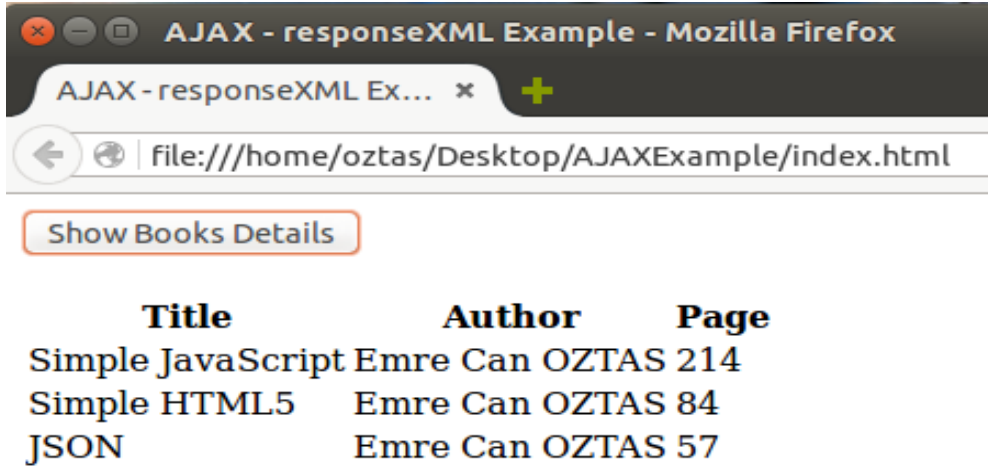 AJAX - responseXML Example - Mozilla Firefox
AJAX - responseXML Ex...
file:///home/oztas/Desktop/AJAXExample/index.html
Show Books Details
Title Author Page
Simple JavaScript Emre Can OZTAS 214
Simple HTML5 Emre Can OZTAS 84
JSON Emre Can OZTAS 57